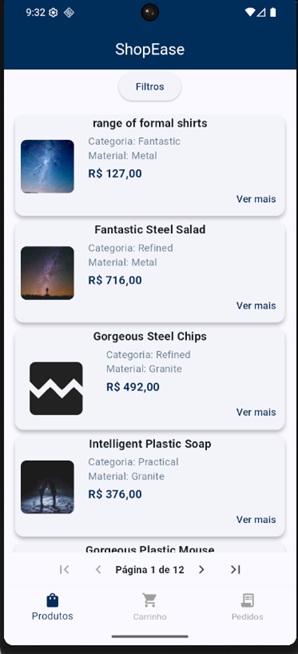 9:32
ShopEase
Filtros
range of formal shirts
Categoria: Fantastic
Material: Metal
R$ 127,00
Ver mais
Fantastic Steel Salad
Categoria: Refined
Material: Metal
R$ 716,00
Ver mais
Gorgeous Steel Chips
Categoria: Refined
Material: Granite
R$ 492,00
Ver mais
Intelligent Plastic Soap
Categoria: Practical
Material: Granite
R$ 376,00
Ver mais
Gorgeous Plastic Mouse
Página 1 de 12
Produtos
Carrinho
Pedidos